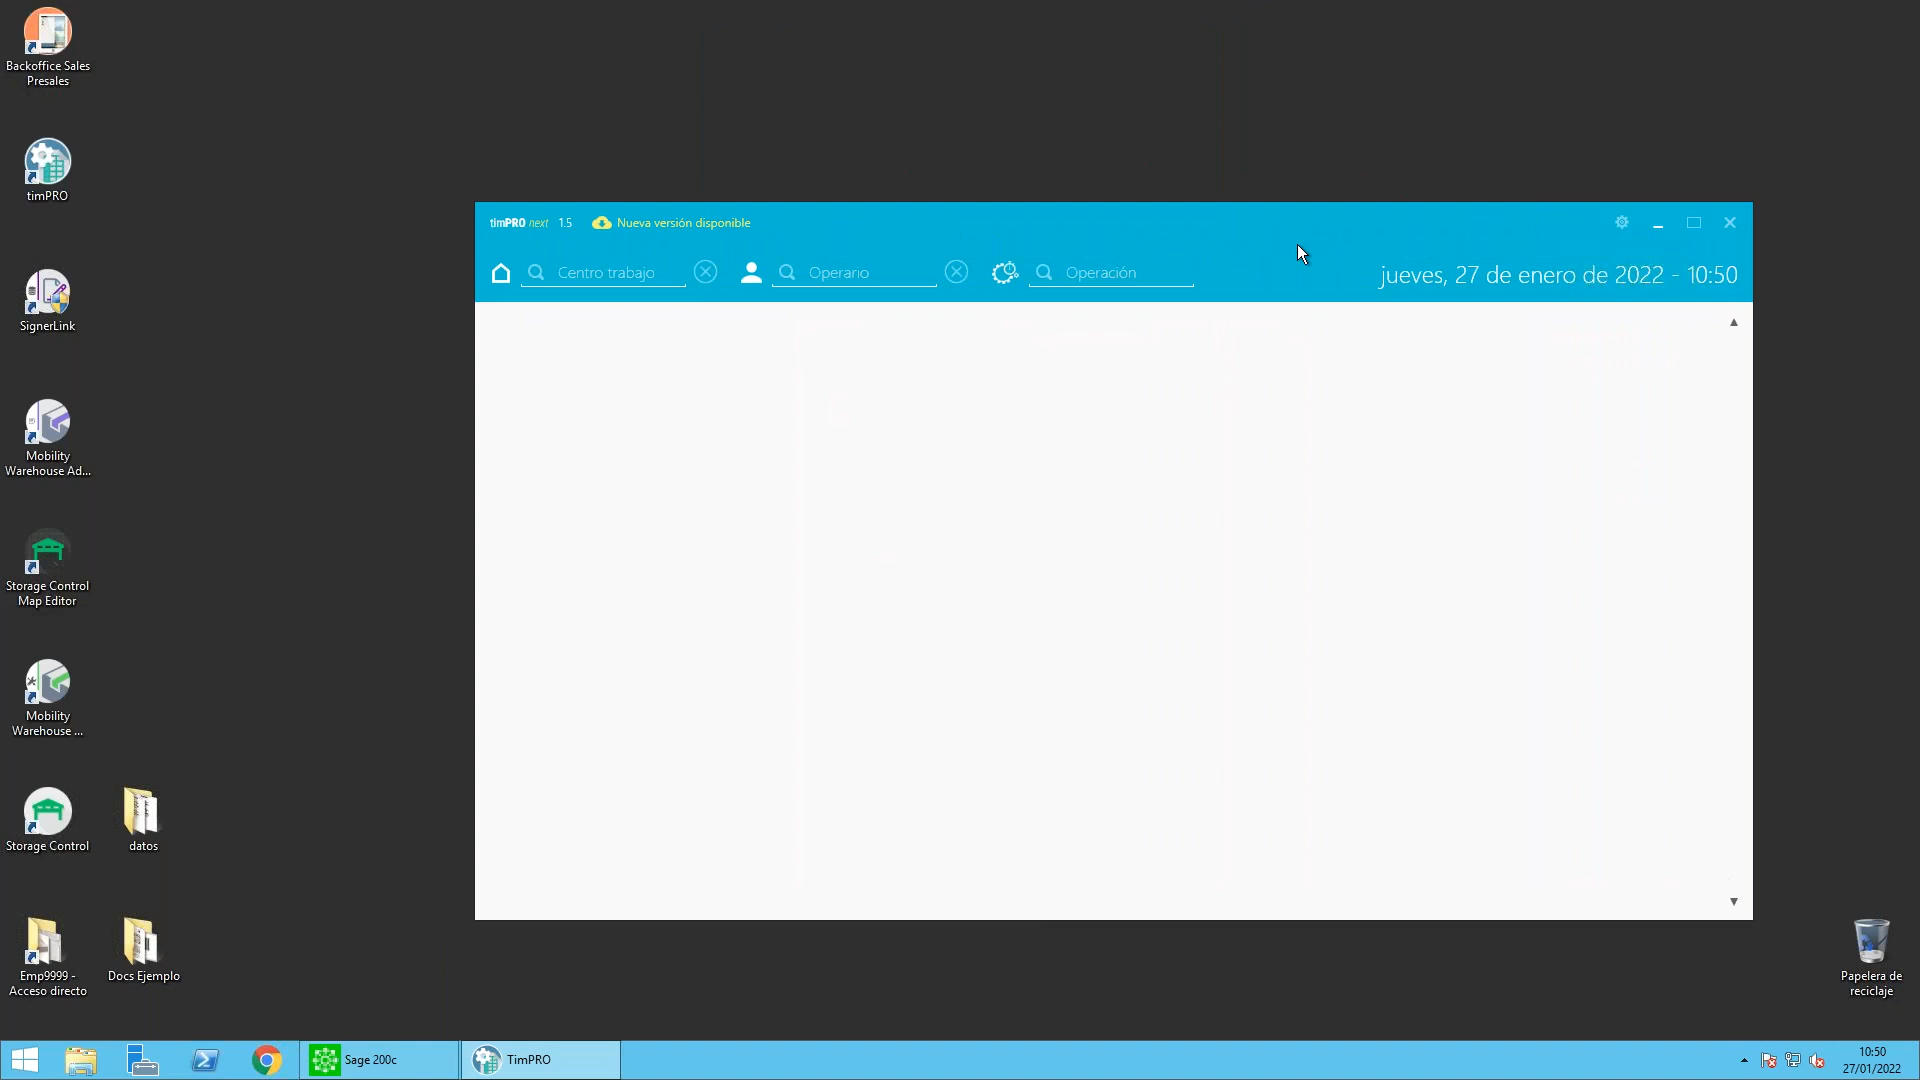 Backoffice Sales
Presales
timPRO
SignerLink
Mobility
Warehouse Ad...
Storage Control
Map Editor
Mobility
Warehouse ...
Storage Control
datos
Emp9999 -
Acceso directo
Docs Ejemplo
timPRO next 1.5 Nueva versión disponible
Centro trabajo Operario Operación jueves, 27 de enero de 2022 - 10:50
Papelera de
reciclaje
Sage 200c
TimPRO
10:50
27/01/2022